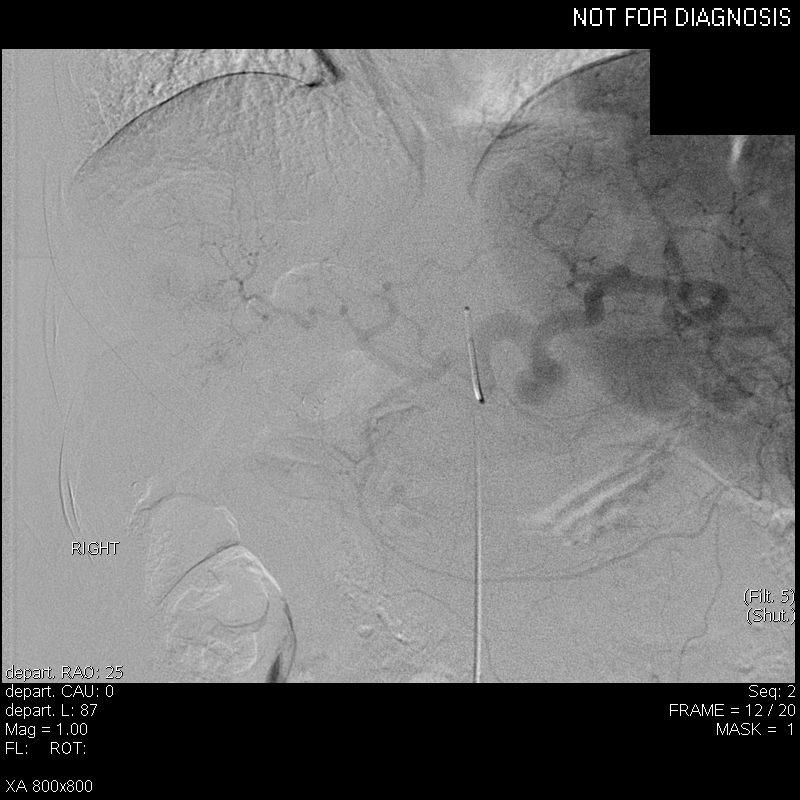 NOT FOR DIAGNOSIS
RIGHT
(Filt. 5)
(Shut.)
depart. RAO: 25
depart. CAU: 0
depart. L: 87
Mag = 1.00
FL: ROT:
Seq: 2
FRAME = 12 / 20
MASK = 1
XA 800x800